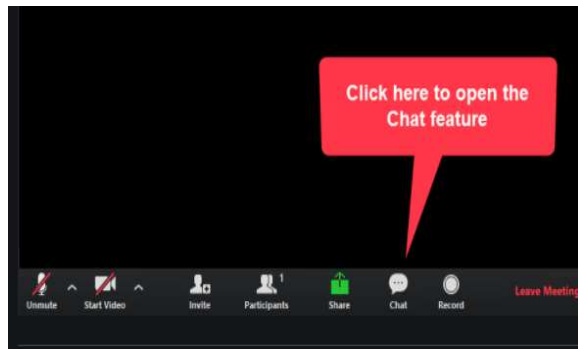 Click here to open the
Chat feature
1
Unmute Start Video Invite Participants Share Chat Record Leave Meeting